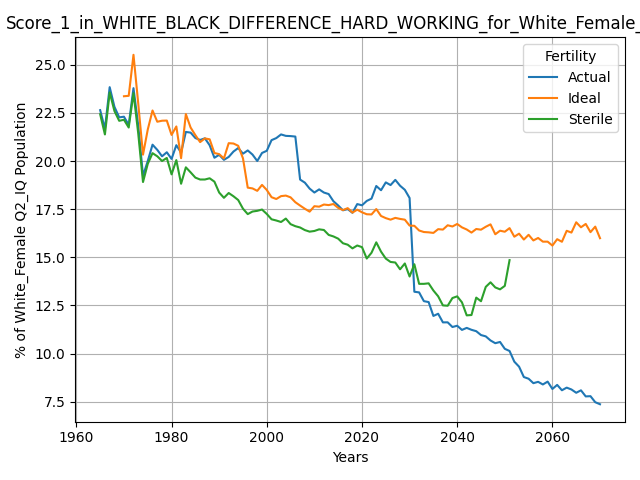 Score_1_in_WHITE_BLACK_DIFFERENCE_HARD_WORKING_for_White_Female_
Fertility
Actual
Ideal
Sterile
% of White_Female Q2_IQ Population
25.0
22.5
20.0
17.5
15.0
12.5
10.0
7.5
1960
1980
2000
2020
2040
2060
Years